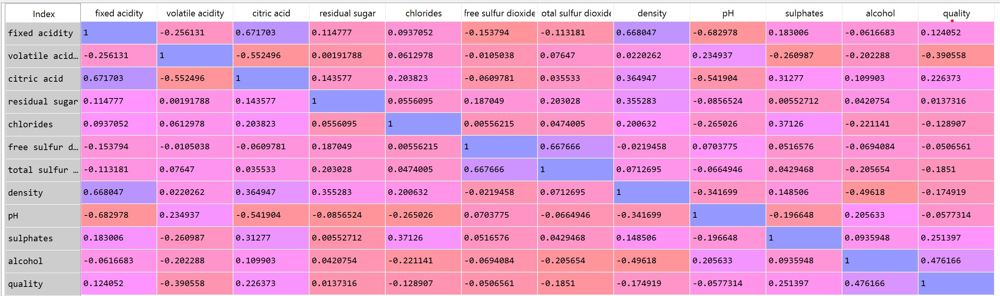 Index fixed acidity volatile acidity citric acid residual sugar chlorides free sulfur dioxide otal sulfur dioxide density pH sulphates alcohol quality
fixed acidity 1 -0.256131 0.671703 0.114777 0.0937052 -0.153794 -0.113181 0.668047 -0.682978 0.183006 -0.0616683 0.124052
volatile acid… -0.256131 1 -0.552496 0.00191788 0.0612978 -0.0105038 0.07647 0.0220262 0.234937 -0.260987 -0.202288 -0.390558
citric acid 0.671703 -0.552496 1 0.143577 0.203823 -0.0609781 0.035533 0.364947 -0.541904 0.31277 0.109903 0.226373
residual sugar 0.114777 0.00191788 0.143577 1 0.0556095 0.187049 0.203028 0.355283 -0.0856524 0.00552712 0.0420754 0.0137316
chlorides 0.0937052 0.0612978 0.203823 0.0556095 1 0.00556215 0.0474005 0.200632 -0.265026 0.37126 -0.221141 -0.128907
free sulfur d… -0.153794 -0.0105038 -0.0609781 0.187049 0.00556215 1 0.667666 -0.0219458 0.0703775 0.0516576 -0.0694084 -0.0506561
total sulfur … -0.113181 0.07647 0.035533 0.203028 0.0474005 0.667666 1 0.0712695 -0.0664946 0.0429468 -0.205654 -0.1851
density 0.668047 0.0220262 0.364947 0.355283 0.200632 -0.0219458 0.0712695 1 -0.341699 0.148506 -0.49618 -0.174919
pH -0.682978 0.234937 -0.541904 -0.0856524 -0.265026 0.0703775 -0.0664946 -0.341699 1 -0.196648 0.205633 -0.0577314
sulphates 0.183006 -0.260987 0.31277 0.00552712 0.37126 0.0516576 0.0429468 0.148506 -0.196648 1 0.0935948 0.251397
alcohol -0.0616683 -0.202288 0.109903 0.0420754 -0.221141 -0.0694084 -0.205654 -0.49618 0.205633 0.0935948 1 0.476166
quality 0.124052 -0.390558 0.226373 0.0137316 -0.128907 -0.0506561 -0.1851 -0.174919 -0.0577314 0.251397 0.476166 1